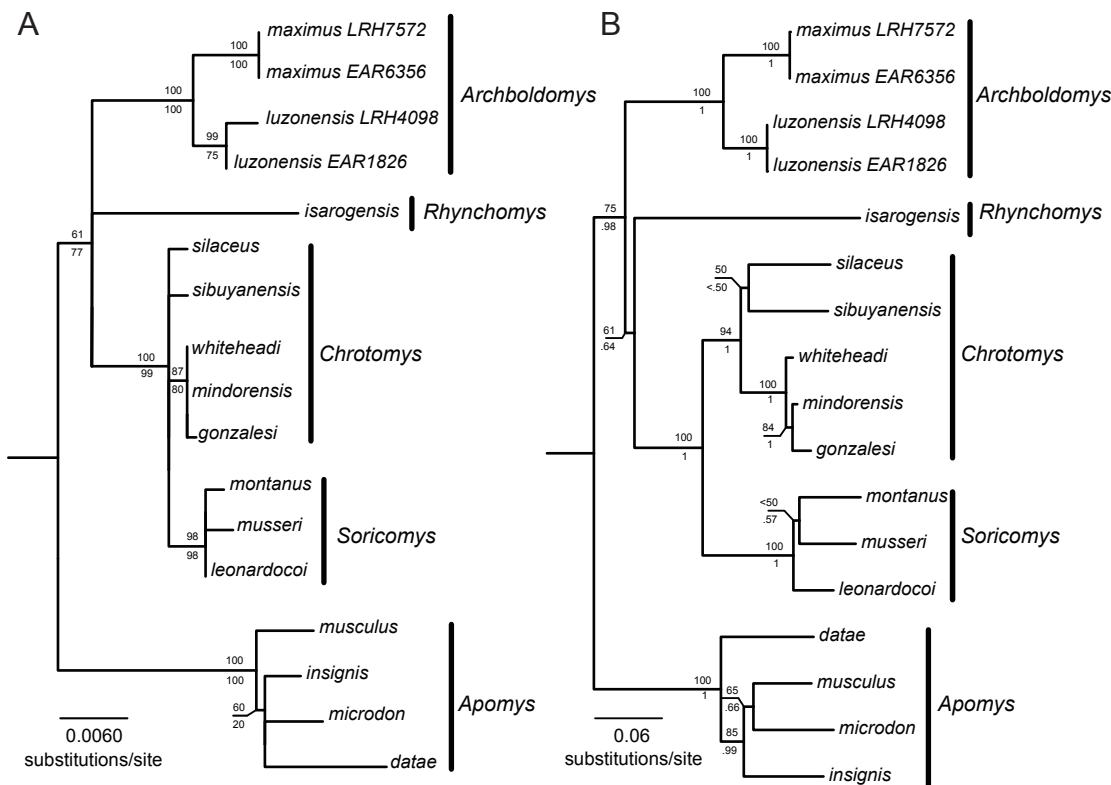 A
maximus LRH7572
100
100
maximus EAR6356
Archboldomys
100
100
luzonensis LRH4098
99
75
luzonensis EAR1826
isarogensis
Rhynchomys
61
77
silaceus
sibuyanensis
whiteheadi
Chrotomys
100
99
87
80
mindorensis
gonzalesi
montanus
musseri
Soricomys
98
98
leonardocoi
musculus
100
100
insignis
Apomys
60
20
microdon
datae
0.0060
substitutions/site
B
maximus LRH7572
100
1
maximus EAR6356
Archboldomys
100
1
luzonensis LRH4098
100
1
luzonensis EAR1826
75
.98
isarogensis
Rhynchomys
silaceus
50
<.50
sibuyanensis
61
.64
94
1
whiteheadi
Chrotomys
100
1
mindorensis
84
1
gonzalesi
100
1
montanus
<50
.57
musseri
Soricomys
100
1
leonardocoi
datae
100
1
musculus
65
.66
Apomys
microdon
85
.99
insignis
0.06
substitutions/site